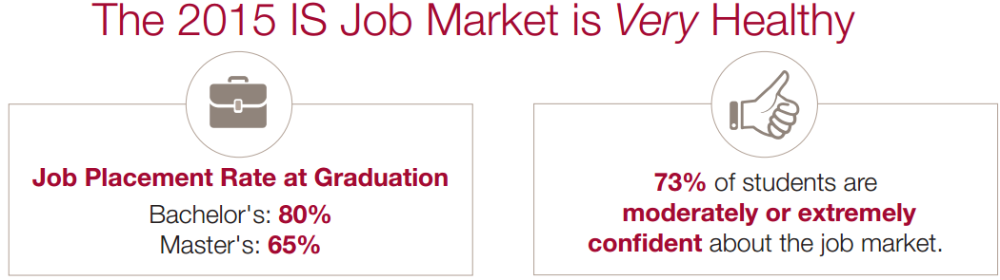 The 2015 IS Job Market is Very Healthy
Job Placement Rate at Graduation
Bachelor's: 80%
Master's: 65%
73% of students are
moderately or extremely
confident about the job market.